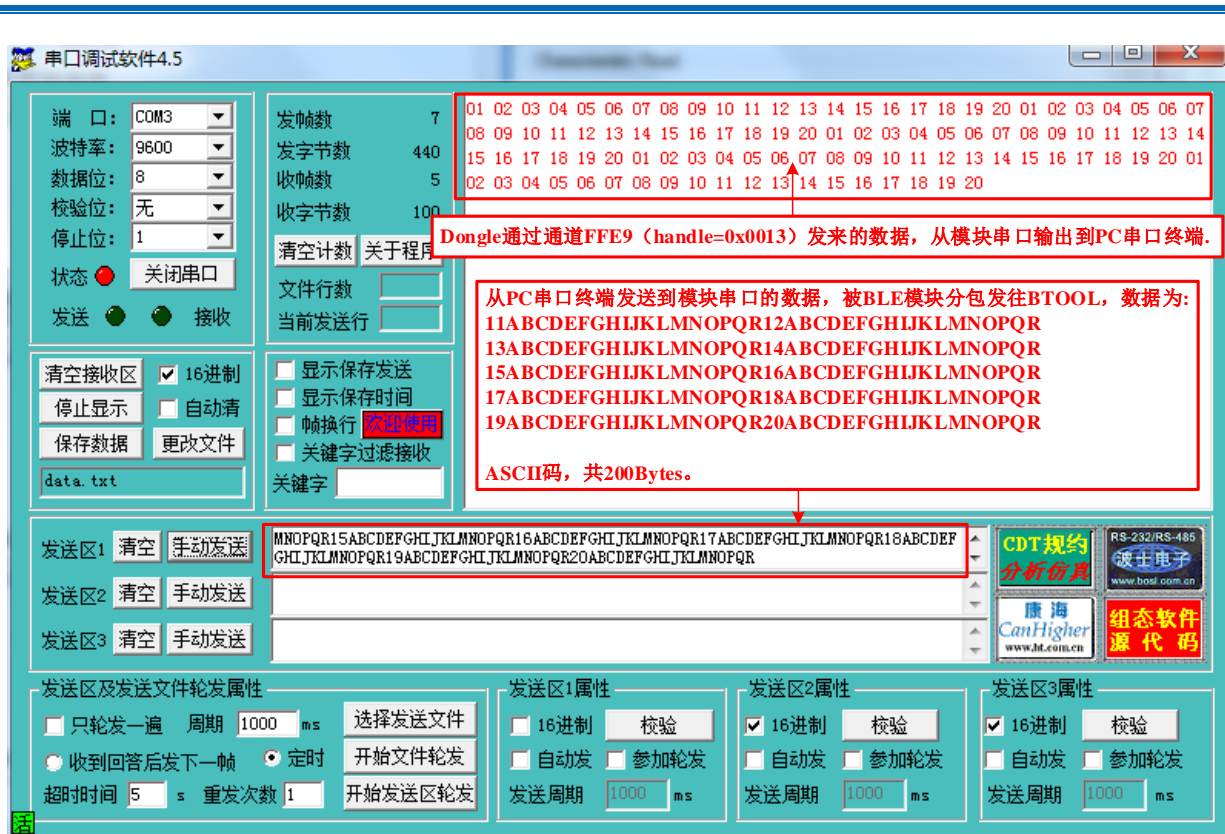 串口调试软件4.5
端 口: COM3
波特率: 9600
数据位: 8
校验位: 无
停止位: 1
状态 关闭串口
发送 接收
发帧数 7
发字节数 440
收帧数 5
收字节数 100
清空计数 关于程序
文件行数
当前发送行
01 02 03 04 05 06 07 08 09 10 11 12 13 14 15 16 17 18 19 20 01 02 03 04 05 06 07
08 09 10 11 12 13 14 15 16 17 18 19 20 01 02 03 04 05 06 07 08 09 10 11 12 13 14
15 16 17 18 19 20 01 02 03 04 05 06 07 08 09 10 11 12 13 14 15 16 17 18 19 20 01
02 03 04 05 06 07 08 09 10 11 12 13 14 15 16 17 18 19 20
Dongle通过通道FFE9（handle=0x0013）发来的数据，从模块串口输出到PC串口终端.
从PC串口终端发送到模块串口的数据，被BLE模块分包发往BTOOL，数据为:
11ABCDEFGHIJKLMNOPQR12ABCDEFGHIJKLMNOPQR
13ABCDEFGHIJKLMNOPQR14ABCDEFGHIJKLMNOPQR
15ABCDEFGHIJKLMNOPQR16ABCDEFGHIJKLMNOPQR
17ABCDEFGHIJKLMNOPQR18ABCDEFGHIJKLMNOPQR
19ABCDEFGHIJKLMNOPQR20ABCDEFGHIJKLMNOPQR
ASCII码，共200Bytes。
清空接收区 16进制
停止显示 自动清
保存数据 更改文件
data.txt
显示保存发送
显示保存时间
帧换行 欢迎使用
关键字过滤接收
关键字
发送区1 清空 手动发送
MNOPQR15ABCDEFGHIJKLMNOPQR16ABCDEFGHIJKLMNOPQR17ABCDEFGHIJKLMNOPQR18ABCDEF
GHIJKLMNOPQR19ABCDEFGHIJKLMNOPQR20ABCDEFGHIJKLMNOPQR
发送区2 清空 手动发送
发送区3 清空 手动发送
CDT规约
分析仿真
RS-232/RS-485
波士电子
www.bosi.com.cn
康海
CanHigher
www.ht.com.cn
组态软件
源代码
发送区及发送文件轮发属性
只轮发一遍 周期 1000 ms 选择发送文件
收到回答后发下一帧 定时 开始文件轮发
超时时间 5 s 重发次数 1 开始发送区轮发
发送区1属性
16进制 校验
自动发 参加轮发
发送周期 1000 ms
发送区2属性
16进制 校验
自动发 参加轮发
发送周期 1000 ms
发送区3属性
16进制 校验
自动发 参加轮发
发送周期 1000 ms
活